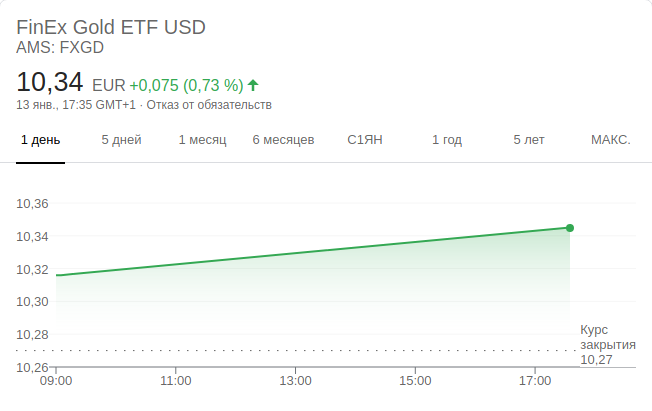 FinEx Gold ETF USD
AMS: FXGD
10,34 EUR +0,075 (0,73 %)
13 янв., 17:35 GMT+1 · Отказ от обязательств
1 день 5 дней 1 месяц 6 месяцев С1ЯН 1 год 5 лет МАКС.
10,36
10,34
10,32
10,30
10,28
10,26
Курс
закрытия
10,27
09:00 11:00 13:00 15:00 17:00